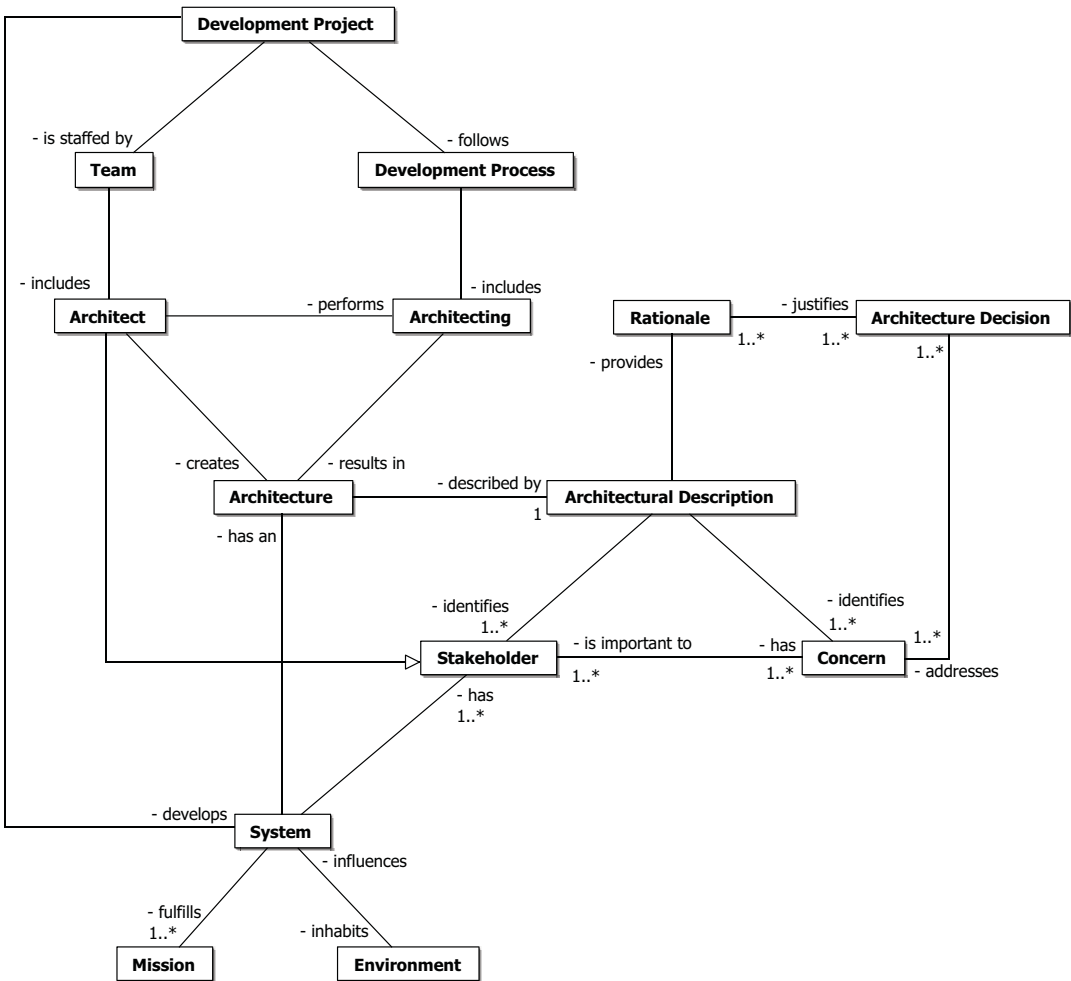 Development Project
- is staffed by
- follows
Team
Development Process
- includes
- performs
- includes
- justifies
Architect
Architecting
Rationale
Architecture Decision
1..*
1..*
1..*
- provides
- creates
- results in
- described by
Architecture
Architectural Description
1
- has an
- identifies
- identifies
1..*
1..*
1..*
- is important to
- has
Stakeholder
Concern
1..*
1..*
- addresses
- has
1..*
- develops
System
- influences
- fulfills
1..*
- inhabits
Mission
Environment